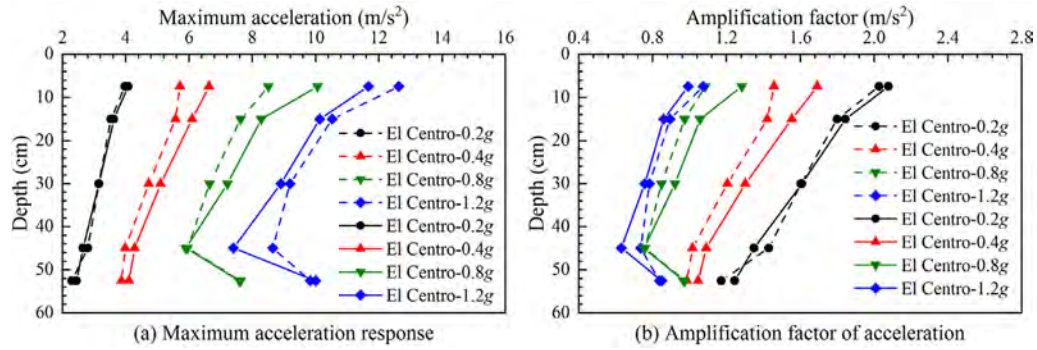 Maximum acceleration (m/s²)
2 4 6 8 10 12 14 16
0
10
20
30
40
50
60
Depth (cm)
El Centro-0.2g
El Centro-0.4g
El Centro-0.8g
El Centro-1.2g
El Centro-0.2g
El Centro-0.4g
El Centro-0.8g
El Centro-1.2g
(a) Maximum acceleration response
Amplification factor (m/s²)
0.4 0.8 1.2 1.6 2.0 2.4 2.8
0
10
20
30
40
50
60
Depth (cm)
El Centro-0.2g
El Centro-0.4g
El Centro-0.8g
El Centro-1.2g
El Centro-0.2g
El Centro-0.4g
El Centro-0.8g
El Centro-1.2g
(b) Amplification factor of acceleration